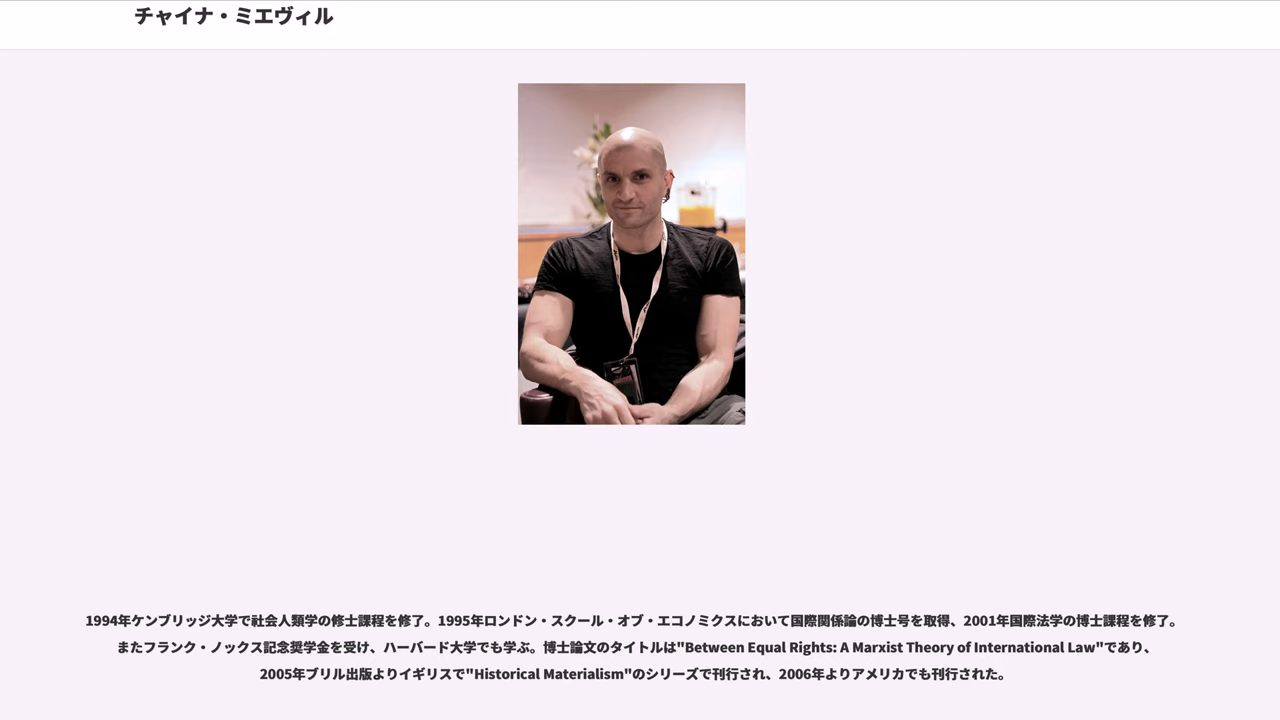 チャイナ・ミエヴィル
1994年ケンブリッジ大学で社会人類学の修士課程を修了。1995年ロンドン・スクール・オブ・エコノミクスにおいて国際関係論の博士号を取得、2001年国際法学の博士課程を修了。
またフランク・ノックス記念奨学金を受け、ハーバード大学でも学ぶ。博士論文のタイトルは"Between Equal Rights: A Marxist Theory of International Law"であり、
2005年ブリル出版よりイギリスで"Historical Materialism"のシリーズで刊行され、2006年よりアメリカでも刊行された。